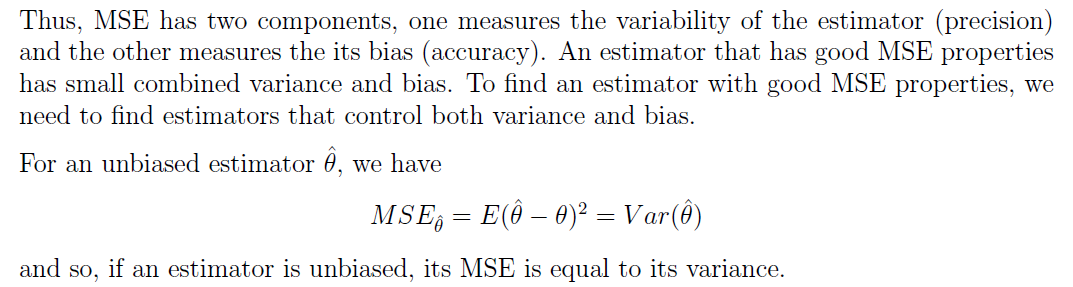 Thus, MSE has two components, one measures the variability of the estimator (precision)
and the other measures the its bias (accuracy). An estimator that has good MSE properties
has small combined variance and bias. To find an estimator with good MSE properties, we
need to find estimators that control both variance and bias.
For an unbiased estimator θ̂, we have
MSE_θ̂ = E(θ̂ − θ)² = Var(θ̂)
and so, if an estimator is unbiased, its MSE is equal to its variance.